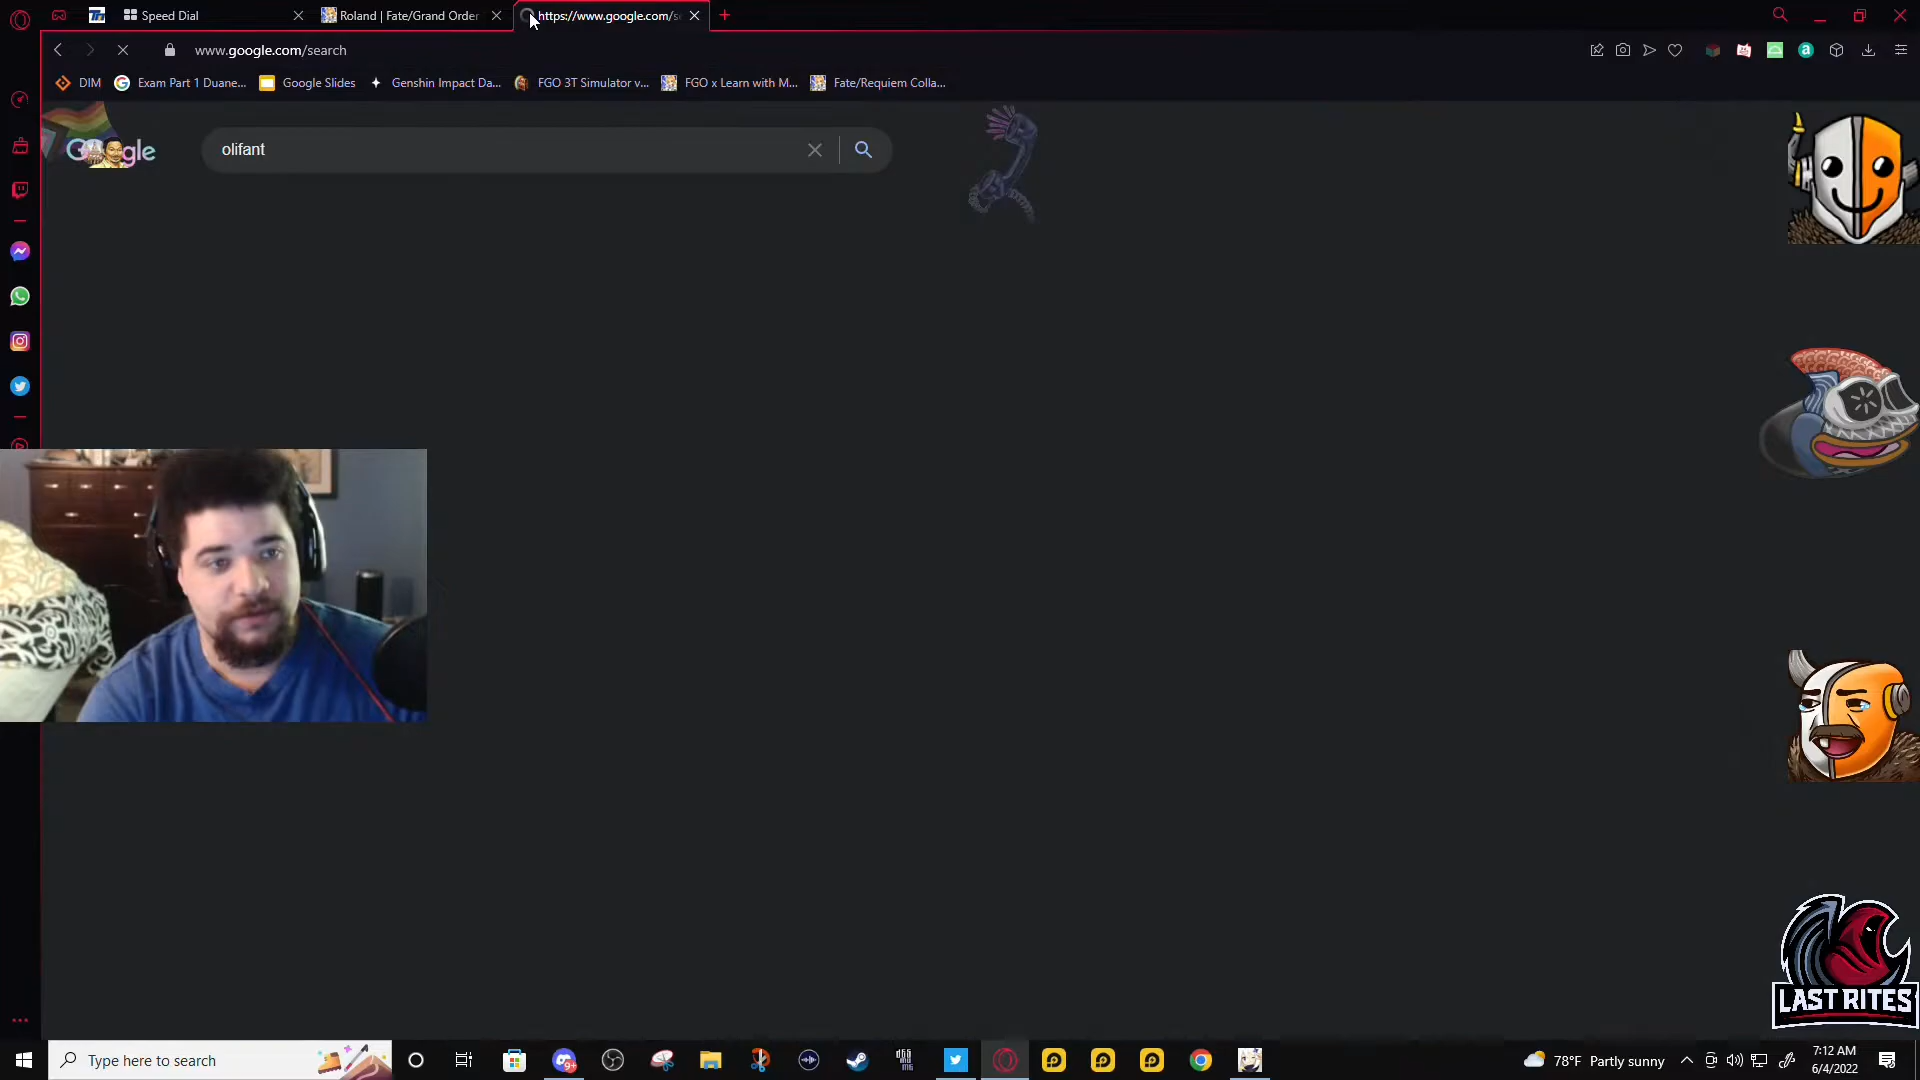 Speed Dial
Roland | Fate/Grand Order
https://www.google.com/se
www.google.com/search
DIM
Exam Part 1 Duane...
Google Slides
Genshin Impact Da...
FGO 3T Simulator v...
FGO x Learn with M...
Fate/Requiem Colla...
olifant
LAST RITES
Type here to search
9+
78°F Partly sunny
7:12 AM
6/4/2022